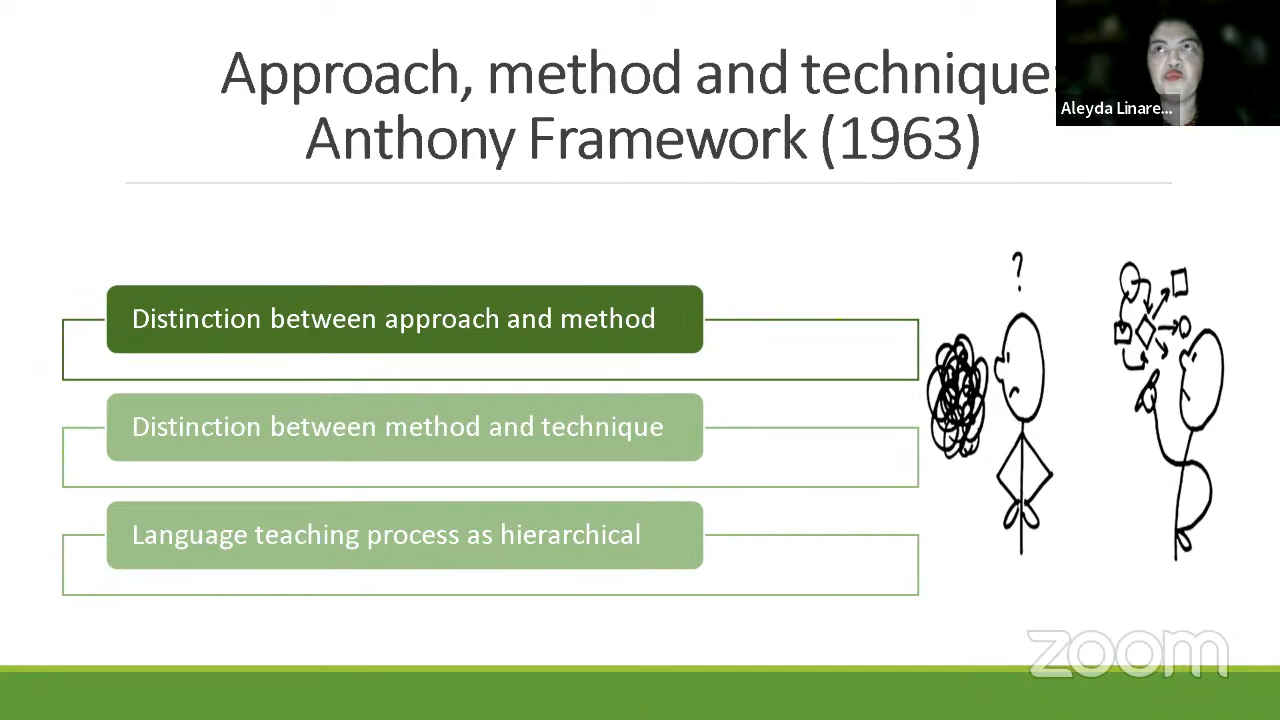 Approach, method and technique:
Anthony Framework (1963)
Aleyda Linare...
Distinction between approach and method
?
Distinction between method and technique
Language teaching process as hierarchical
zoom